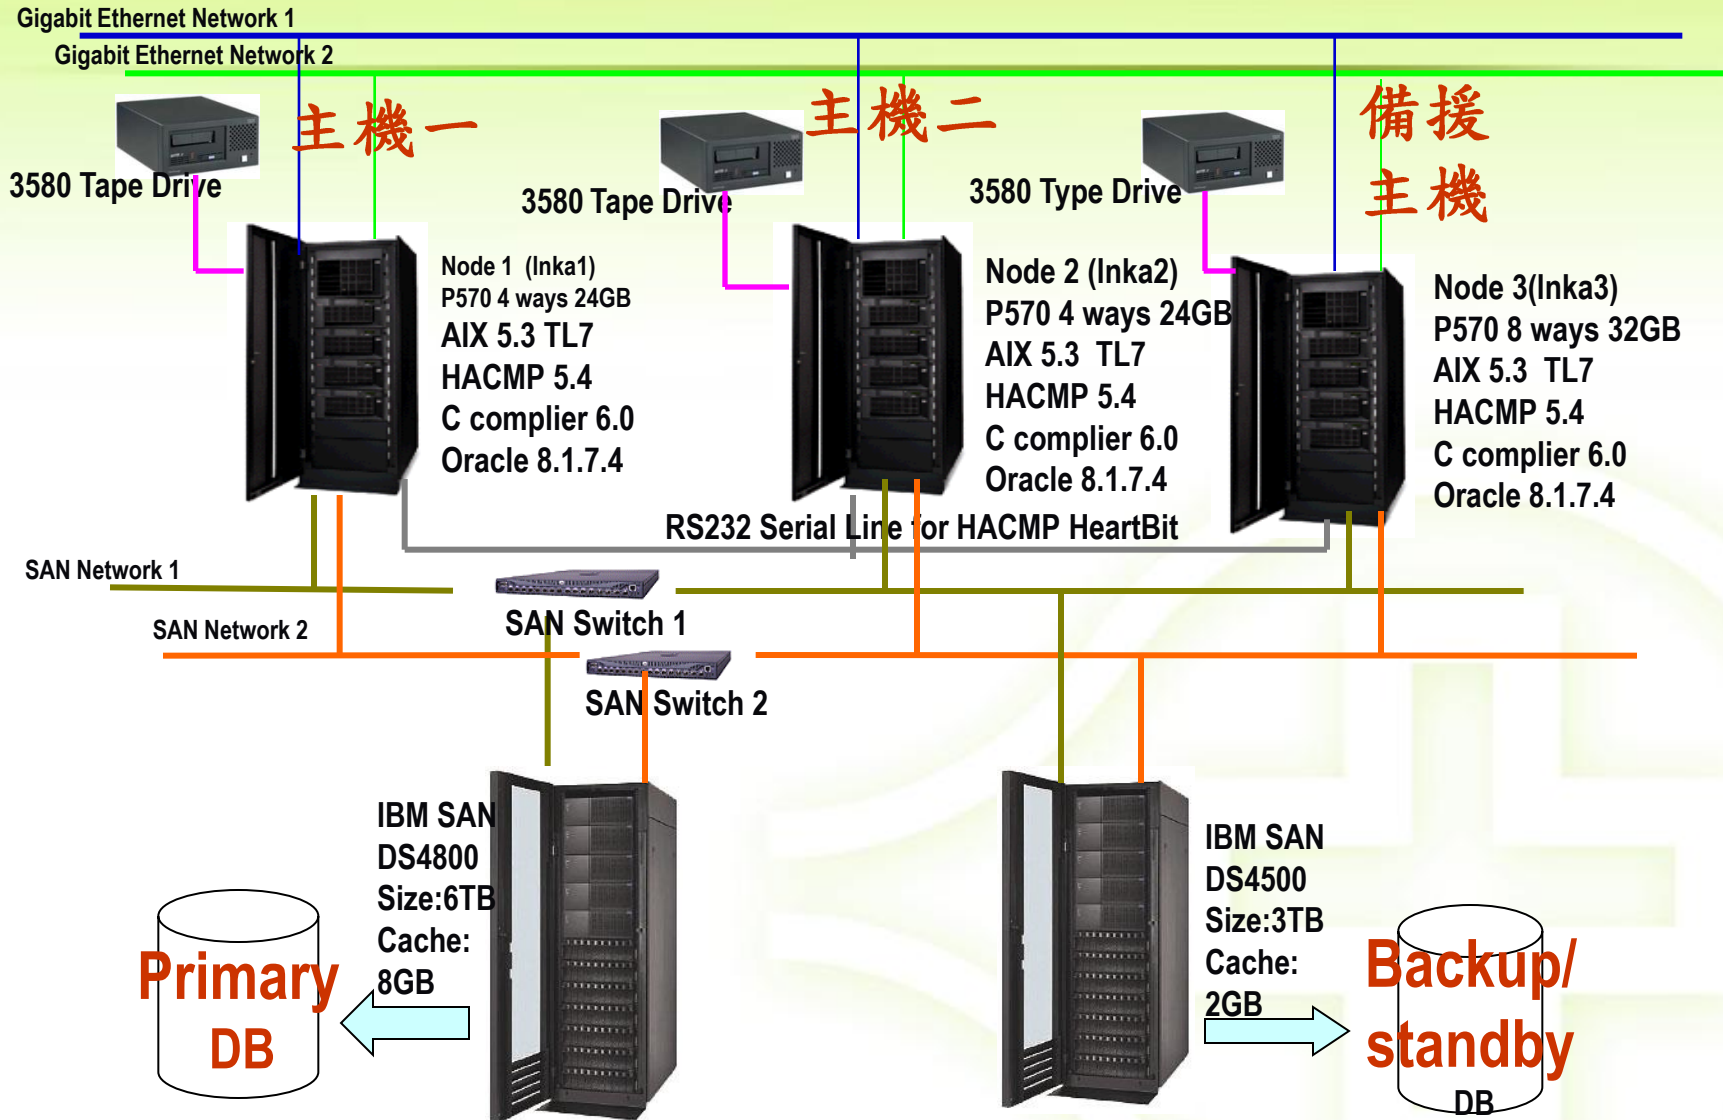 Gigabit Ethernet Network 1
Gigabit Ethernet Network 2
主機一
主機二
備援
主機
3580 Tape Drive
3580 Tape Drive
3580 Type Drive
Node 1 (Inka1)
P570 4 ways 24GB
AIX 5.3 TL7
HACMP 5.4
C complier 6.0
Oracle 8.1.7.4
Node 2 (Inka2)
P570 4 ways 24GB
AIX 5.3 TL7
HACMP 5.4
C complier 6.0
Oracle 8.1.7.4
Node 3(Inka3)
P570 8 ways 32GB
AIX 5.3 TL7
HACMP 5.4
C complier 6.0
Oracle 8.1.7.4
RS232 Serial Line for HACMP HeartBit
SAN Network 1
SAN Switch 1
SAN Network 2
SAN Switch 2
IBM SAN
DS4800
Size:6TB
Cache:
8GB
Primary
DB
IBM SAN
DS4500
Size:3TB
Cache:
2GB
Backup/
standby
DB